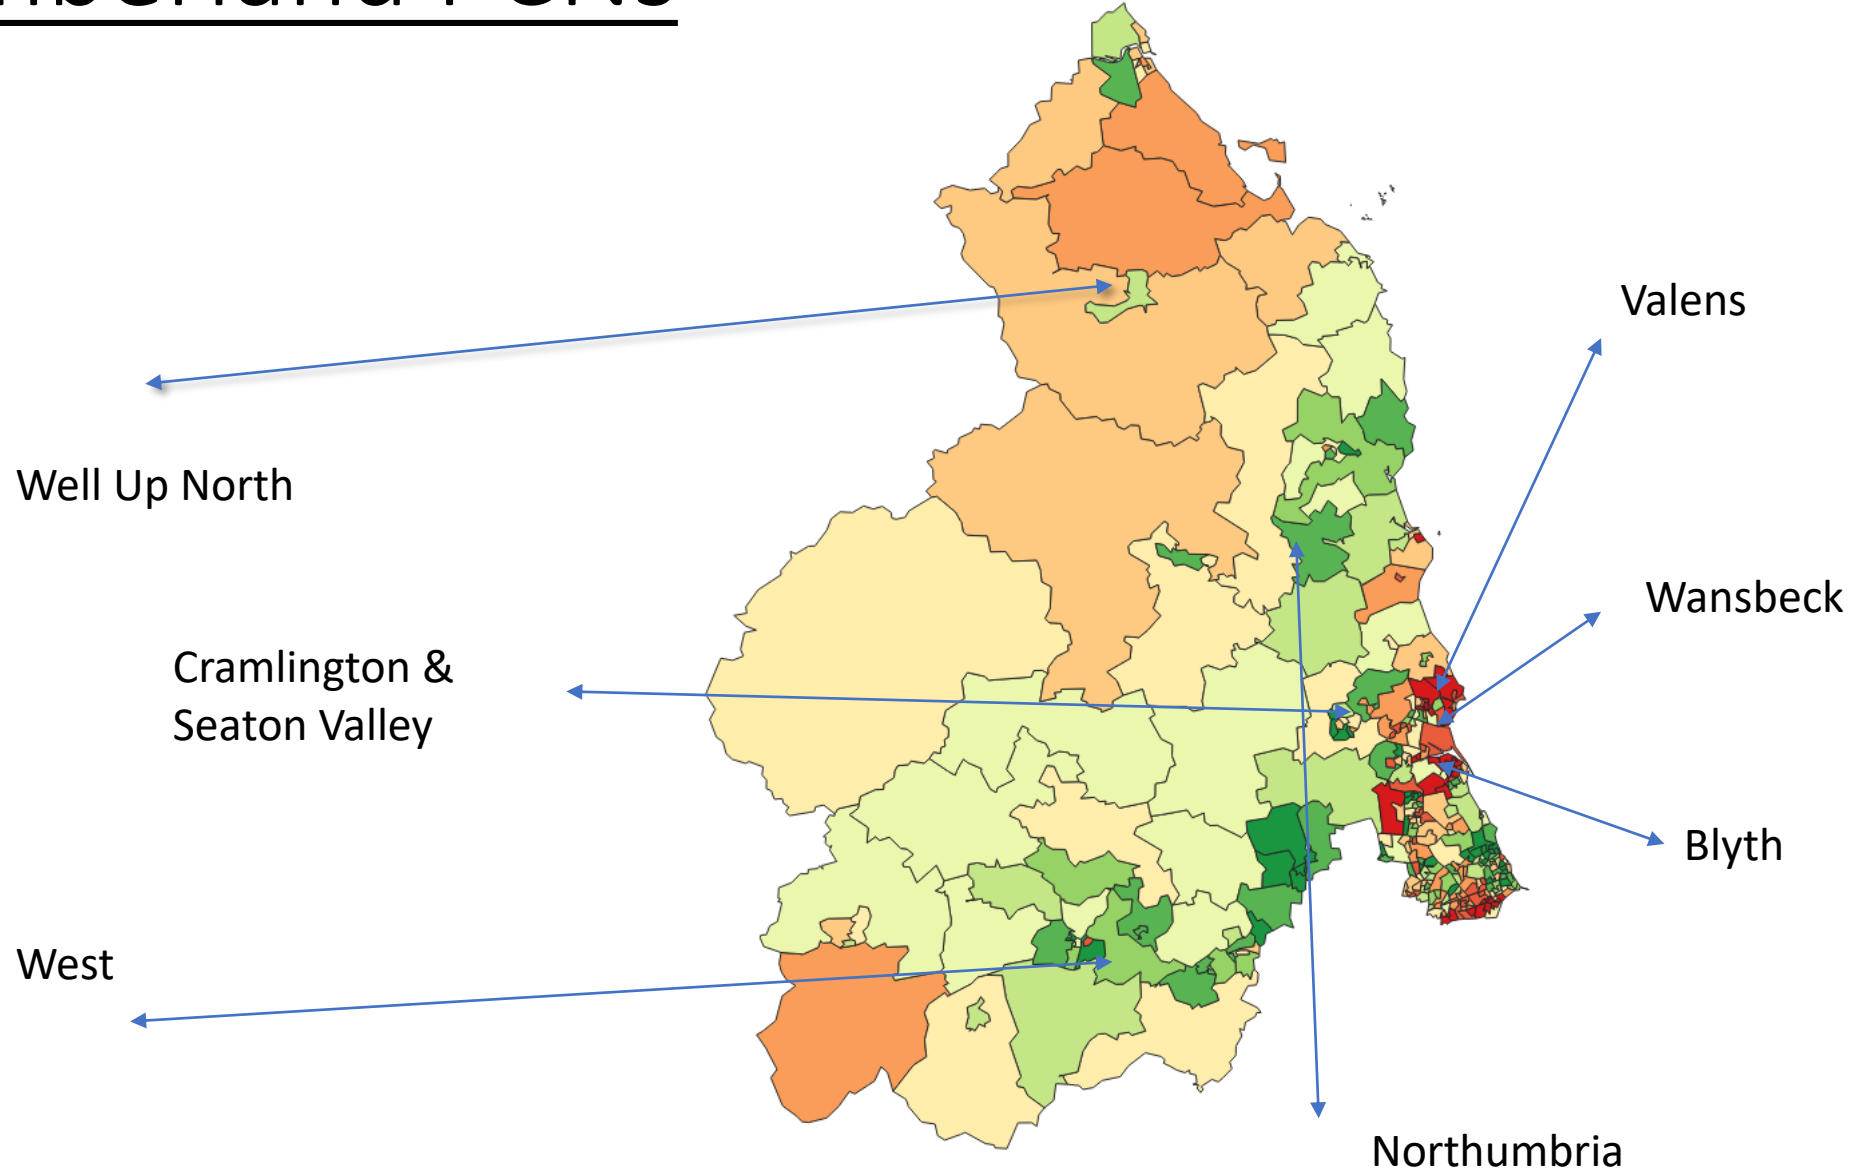 Valens
Well Up North
Wansbeck
Cramlington &
Seaton Valley
Blyth
West
Northumbria